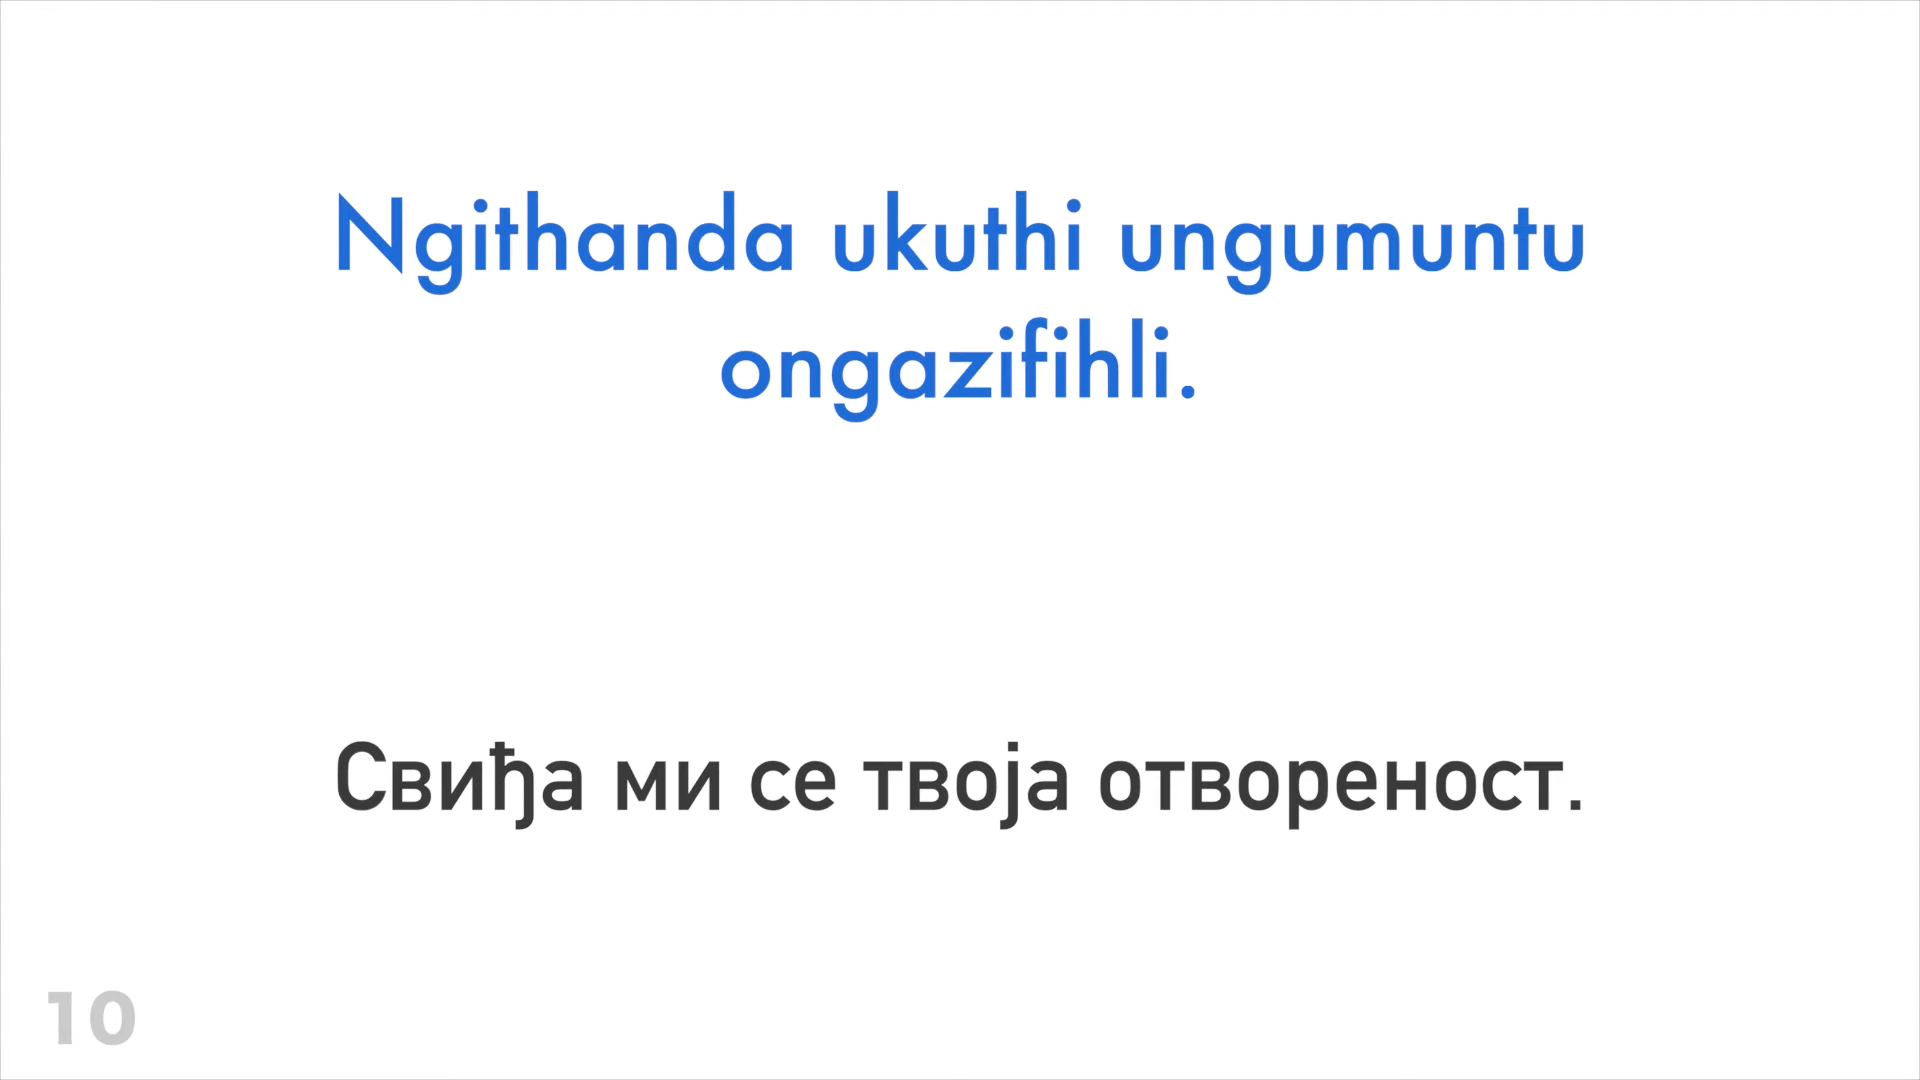 Ngithanda ukuthi ungumuntu
ongazifihli.
Свиђа ми се твоја отвореност.
10